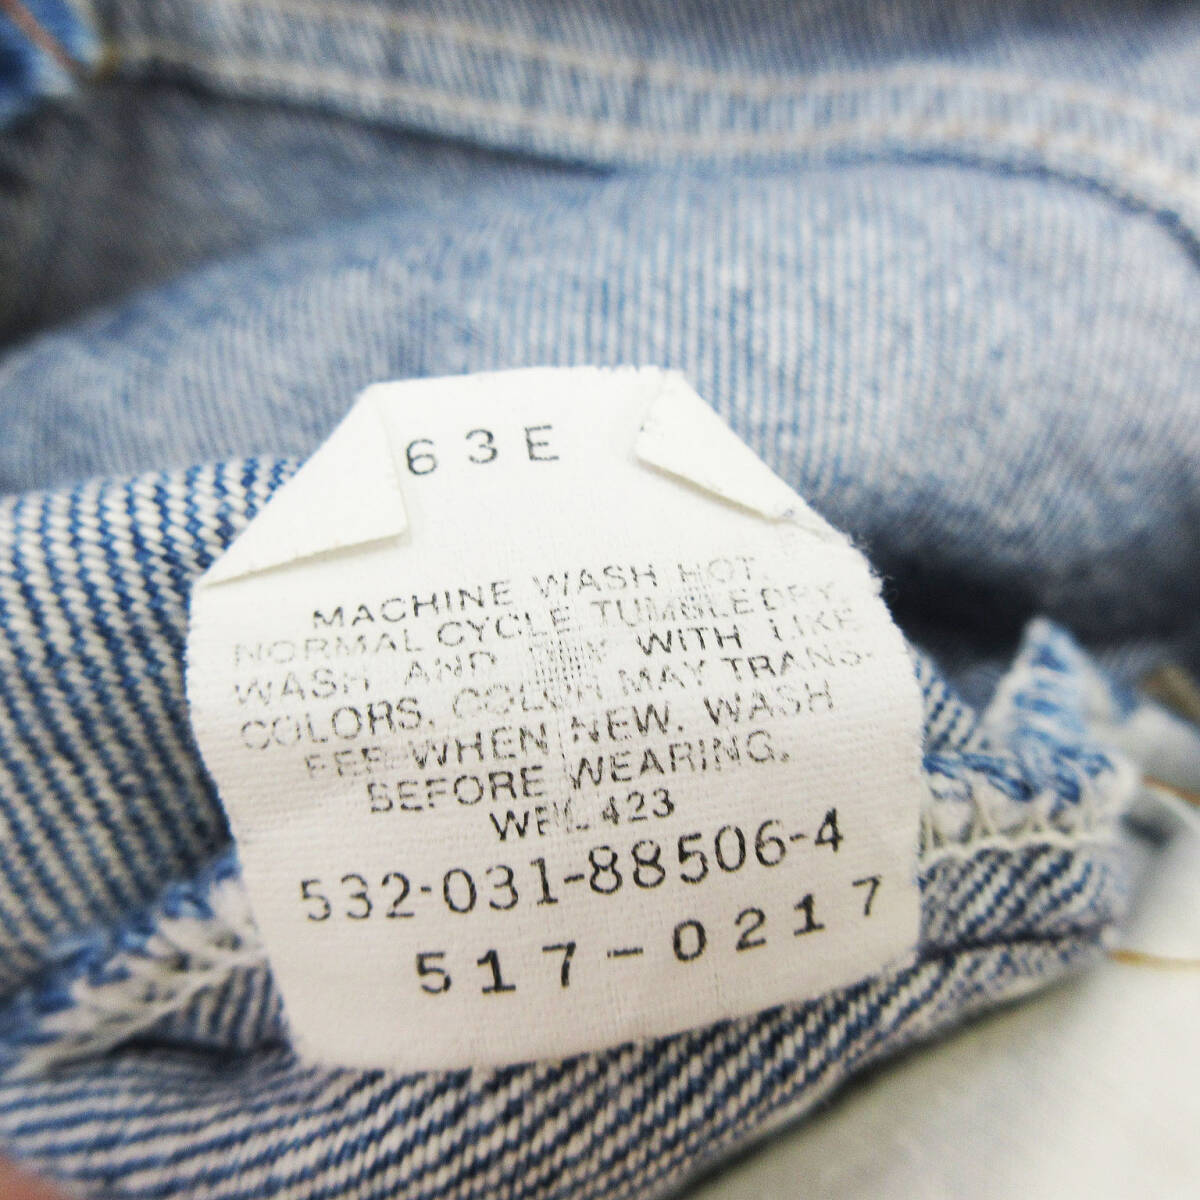 63E
MACHINE WASH HOT.
NORMAL CYCLE TUMBLE DRY.
WASH AND DRY WITH LIKE
COLORS. COLOR MAY TRANS-
FER WHEN NEW. WASH
BEFORE WEARING.
WPL 423
532-031-88506-4
517-0217